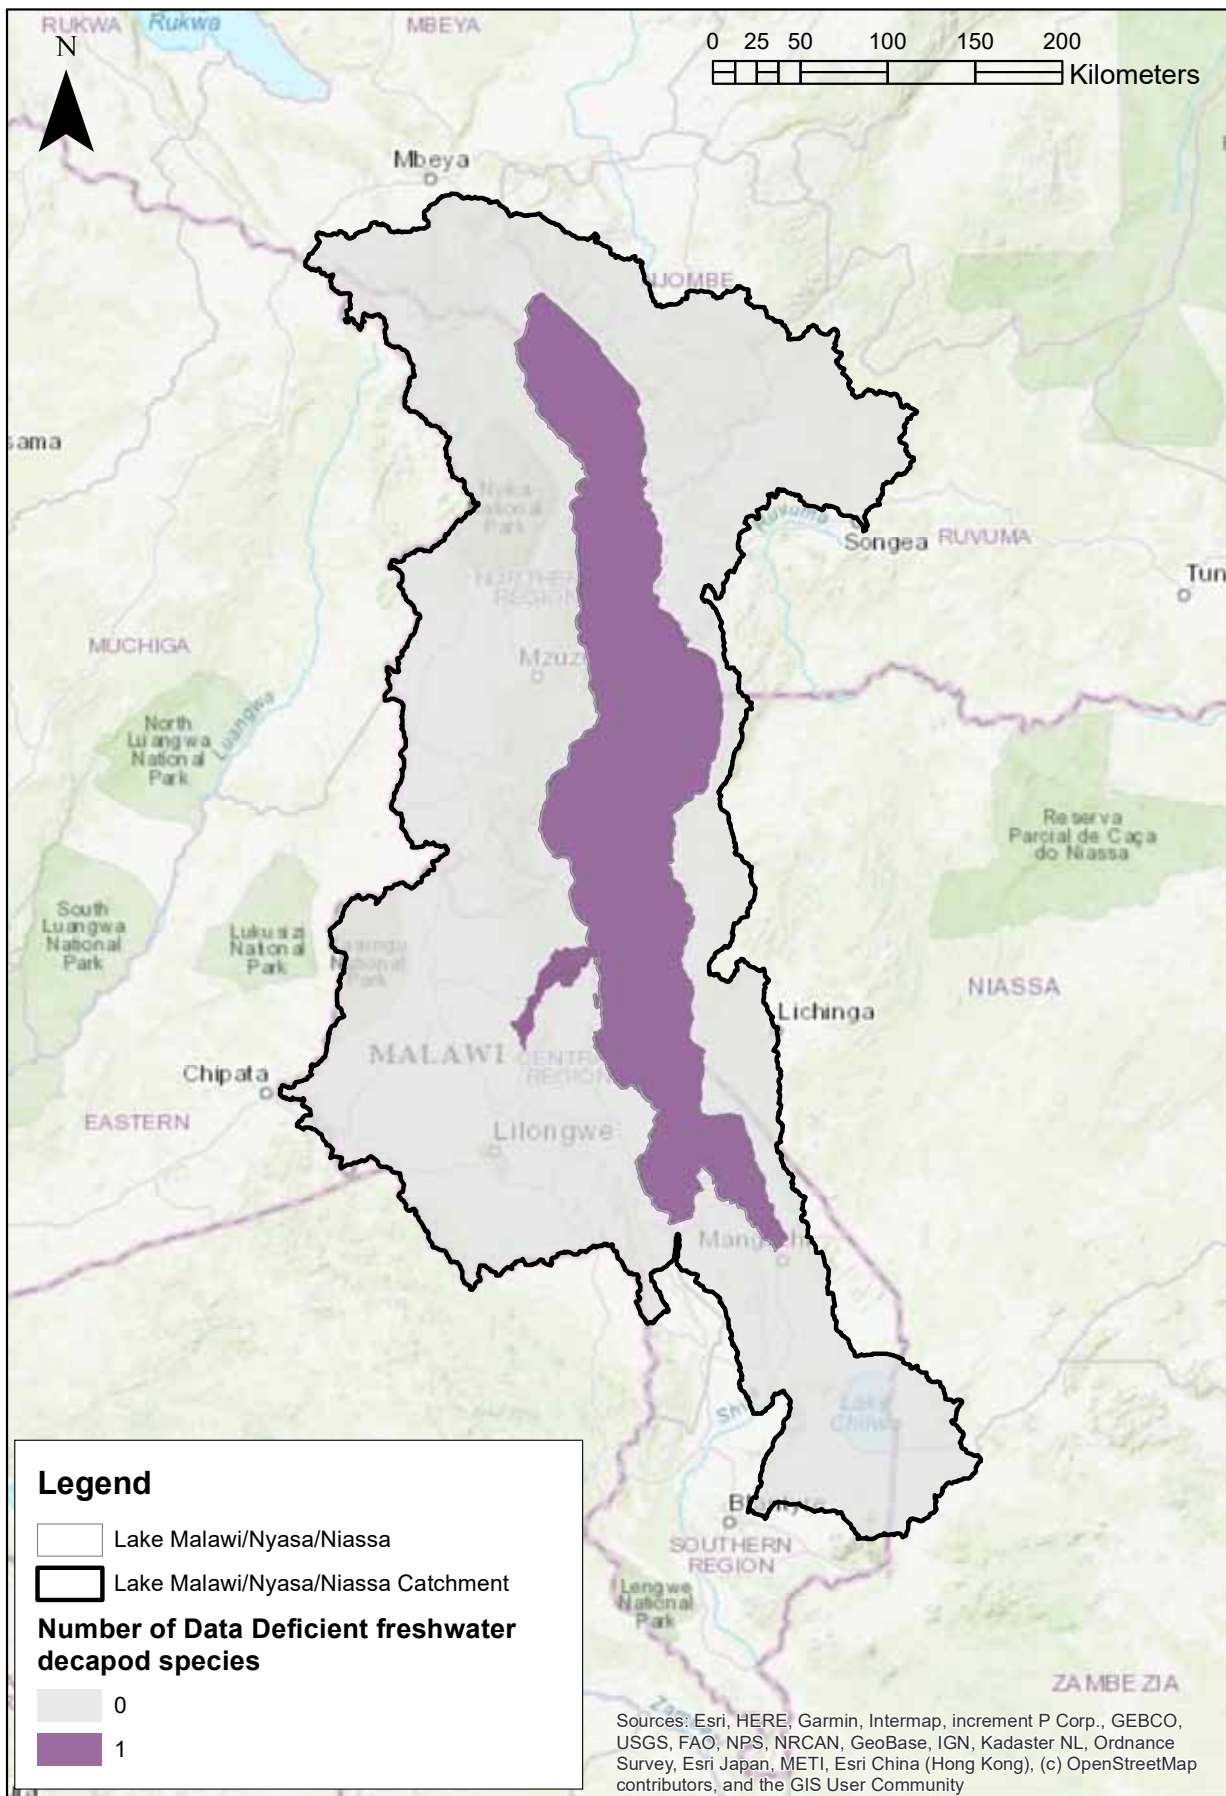 RUKWA
Rukwa
MBEYA
N
0 25 50 100 150 200
Kilometers
Mbeya
NJOMBE
sama
Nyika
National
Park
Ruvuma
Songea
RUVUMA
NORTHERN
REGION
Tun
MUCHIGA
Mzuzu
North
Luangwa
National
Park
Luangwa
Reserva
Parcial de Caça
do Niassa
South
Luangwa
National
Park
Lukusizi
National
Park
Kasungu
National
Park
NIASSA
Lichinga
MALAWI
CENTRAL
REGION
Chipata
EASTERN
Lilongwe
Mangochi
Lake
Chilwa
Shi
Blantyre
SOUTHERN
REGION
Lengwe
National
Park
ZAMBEZIA
Legend
Lake Malawi/Nyasa/Niassa
Lake Malawi/Nyasa/Niassa Catchment
Number of Data Deficient freshwater
decapod species
0
1
Sources: Esri, HERE, Garmin, Intermap, increment P Corp., GEBCO,
USGS, FAO, NPS, NRCAN, GeoBase, IGN, Kadaster NL, Ordnance
Survey, Esri Japan, METI, Esri China (Hong Kong), (c) OpenStreetMap
contributors, and the GIS User Community